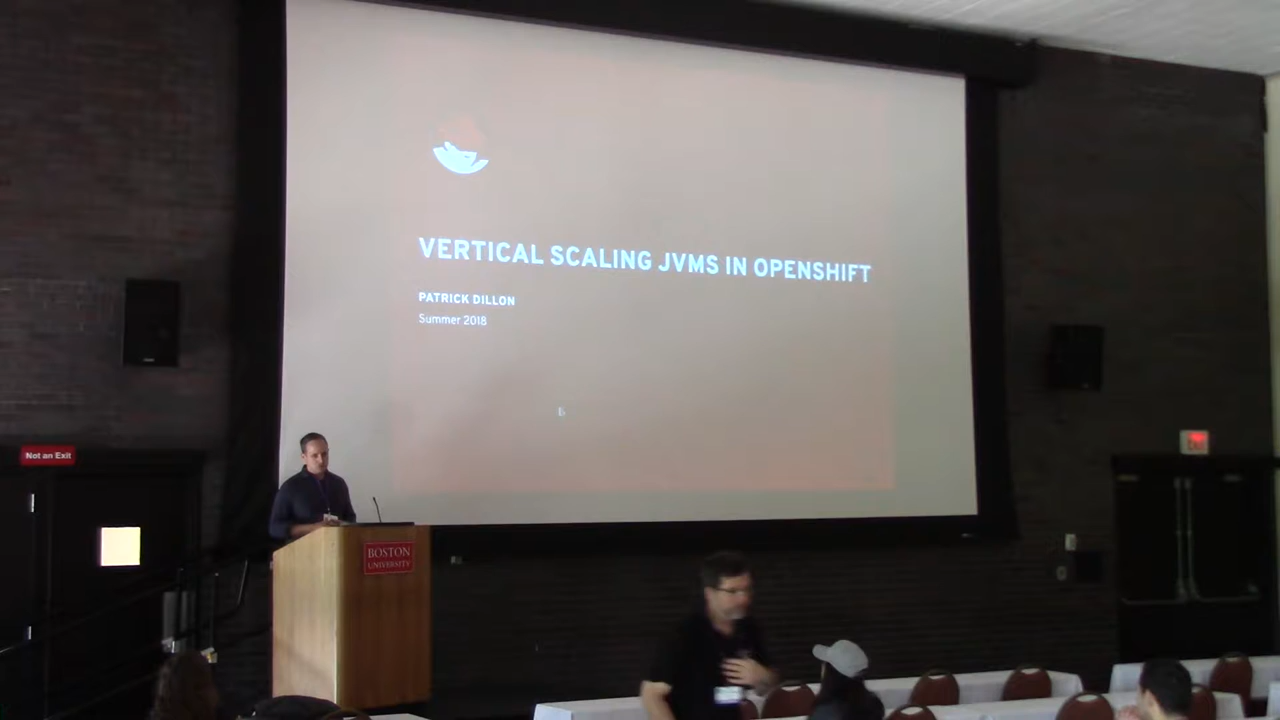 VERTICAL SCALING JVMS IN OPENSHIFT
PATRICK DILLON
Summer 2018
Not an Exit
BOSTON
UNIVERSITY